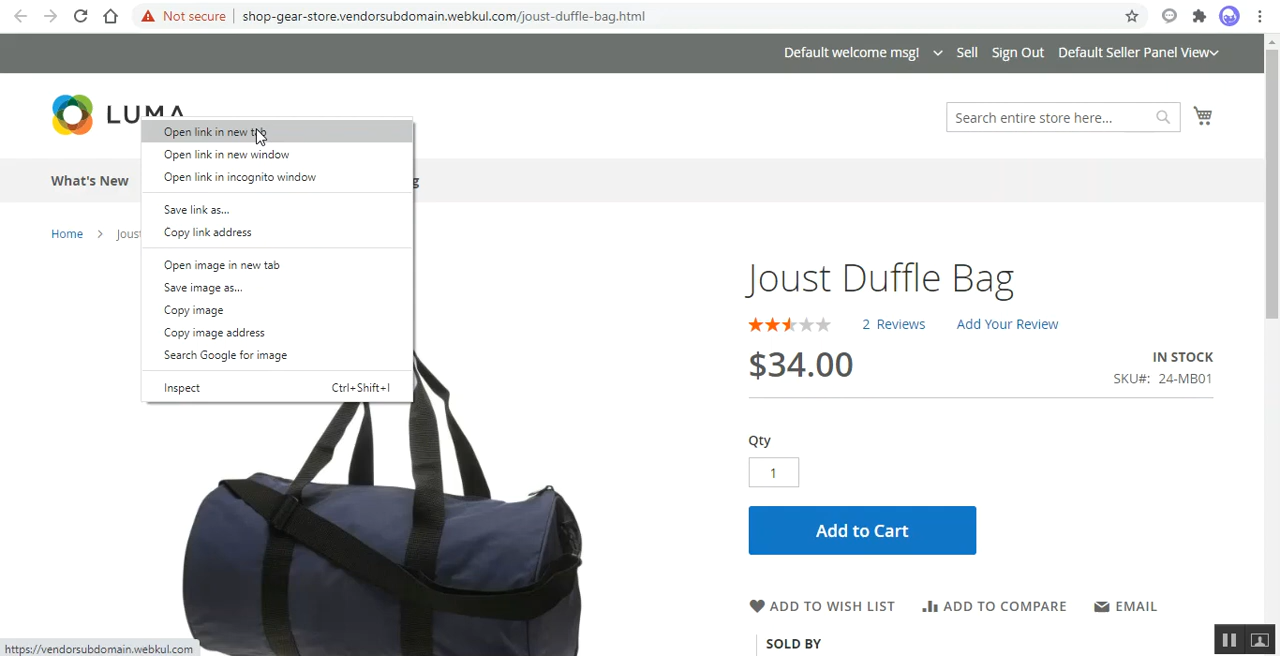 Not secure shop-gear-store.vendorsubdomain.webkul.com/joust-duffle-bag.html
Default welcome msg! Sell Sign Out Default Seller Panel View
LUMA
Search entire store here...
Open link in new tab
Open link in new window
Open link in incognito window
Save link as...
Copy link address
Open image in new tab
Save image as...
Copy image
Copy image address
Search Google for image
Inspect Ctrl+Shift+I
What's New
Home > Joust
Joust Duffle Bag
2 Reviews Add Your Review
$34.00
IN STOCK
SKU#: 24-MB01
Qty
1
Add to Cart
ADD TO WISH LIST ADD TO COMPARE EMAIL
SOLD BY
https://vendorsubdomain.webkul.com